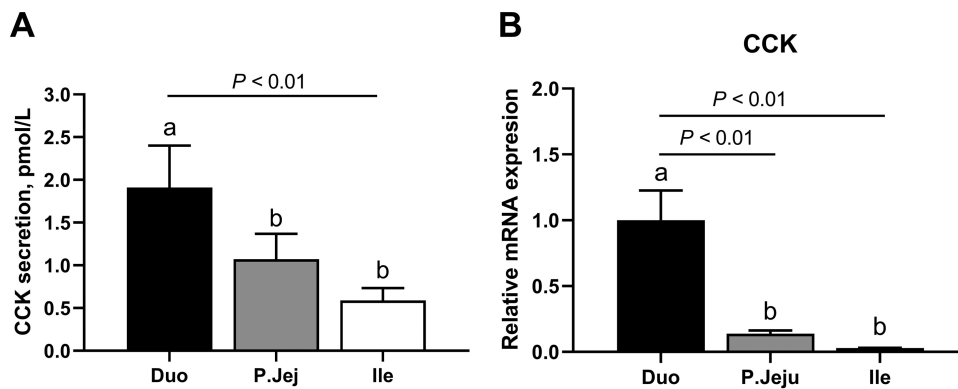 A
P < 0.01
CCK secretion, pmol/L
3.0
2.5
2.0
1.5
1.0
0.5
0.0
a
b
b
Duo P.Jej Ile
B
CCK
P < 0.01
P < 0.01
Relative mRNA expresion
2.0
1.5
1.0
0.5
0.0
a
b
b
Duo P.Jeju Ile